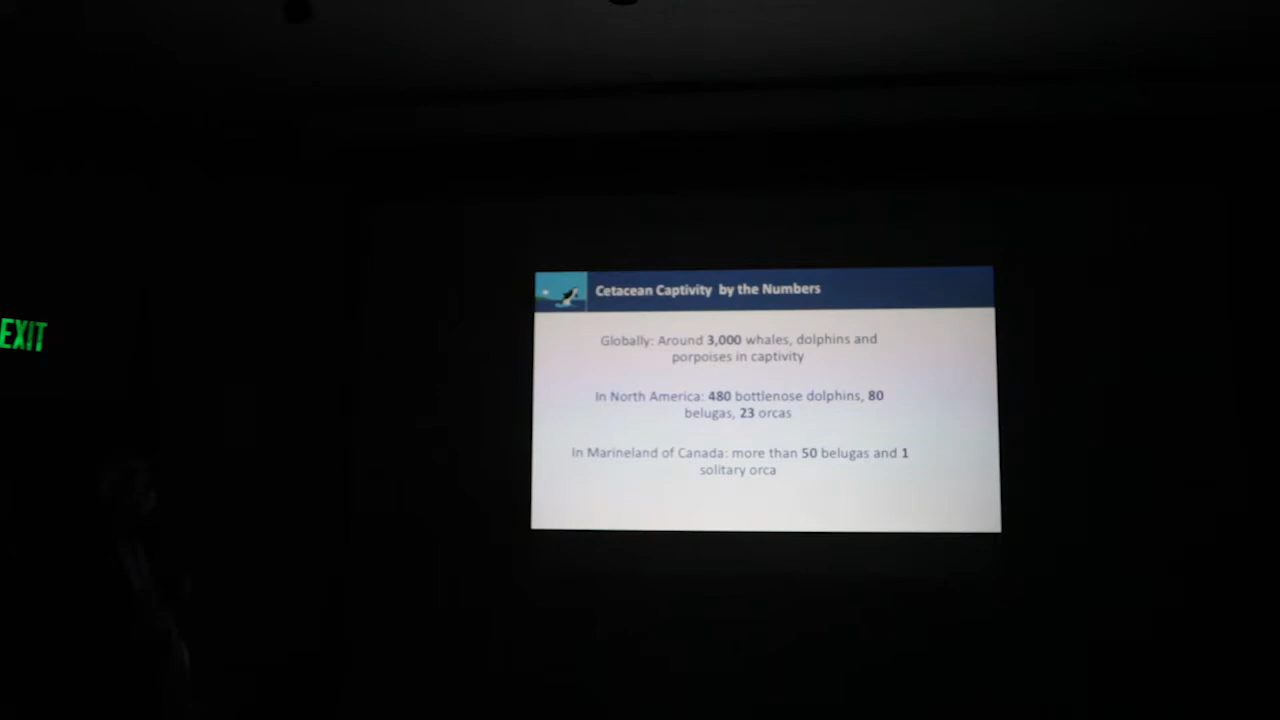 Cetacean Captivity by the Numbers
Globally: Around 3,000 whales, dolphins and
porpoises in captivity
In North America: 480 bottlenose dolphins, 80
belugas, 23 orcas
In Marineland of Canada: more than 50 belugas and 1
solitary orca
EXIT